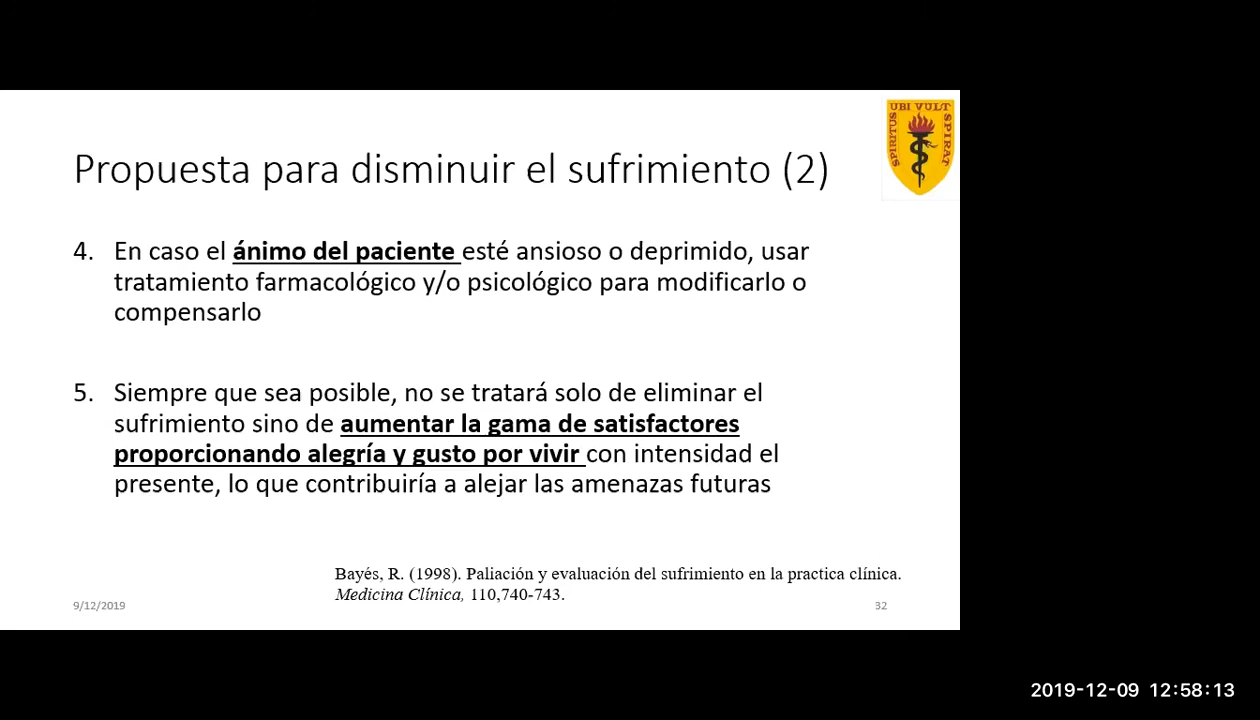 SPIRITUS UBI VULT SPIRAT
Propuesta para disminuir el sufrimiento (2)
4. En caso el ánimo del paciente esté ansioso o deprimido, usar
tratamiento farmacológico y/o psicológico para modificarlo o
compensarlo
5. Siempre que sea posible, no se tratará solo de eliminar el
sufrimiento sino de aumentar la gama de satisfactores
proporcionando alegría y gusto por vivir con intensidad el
presente, lo que contribuiría a alejar las amenazas futuras
Bayés, R. (1998). Paliación y evaluación del sufrimiento en la practica clínica.
Medicina Clínica, 110,740-743.
9/12/2019
32
2019-12-09 12:58:13